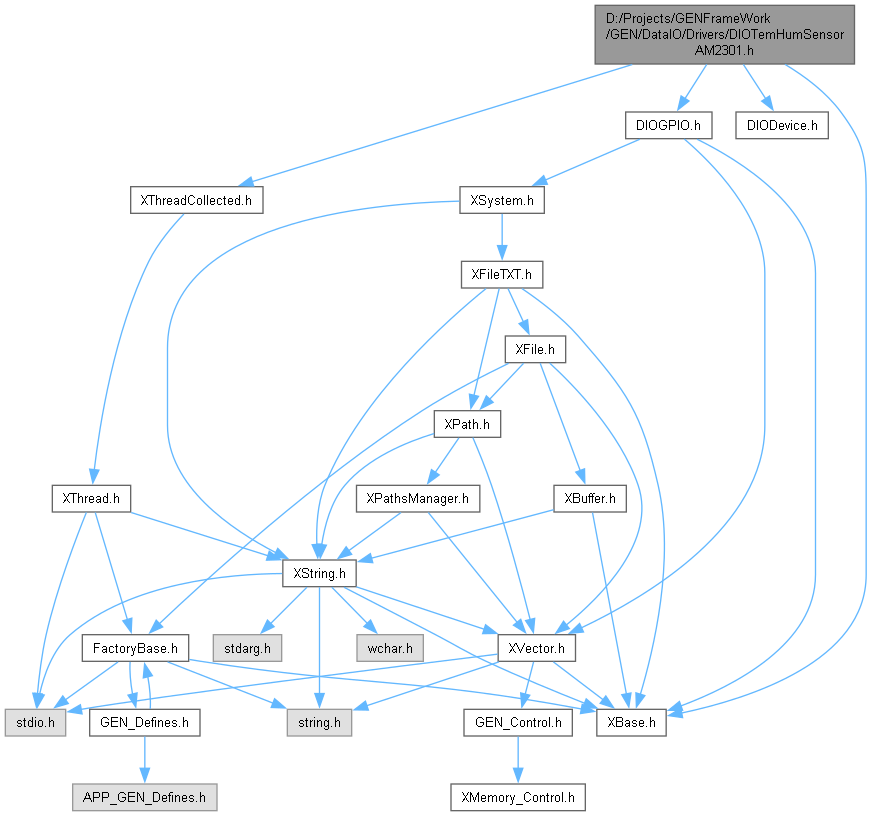 D:/Projects/GENFrameWork
/GEN/DataIO/Drivers/DIOTemHumSensor
AM2301.h
DIOGPIO.h
DIODevice.h
XThreadCollected.h
XSystem.h
XFileTXT.h
XFile.h
XPath.h
XThread.h
XPathsManager.h
XBuffer.h
XString.h
FactoryBase.h
stdarg.h
wchar.h
XVector.h
stdio.h
GEN_Defines.h
string.h
GEN_Control.h
XBase.h
APP_GEN_Defines.h
XMemory_Control.h